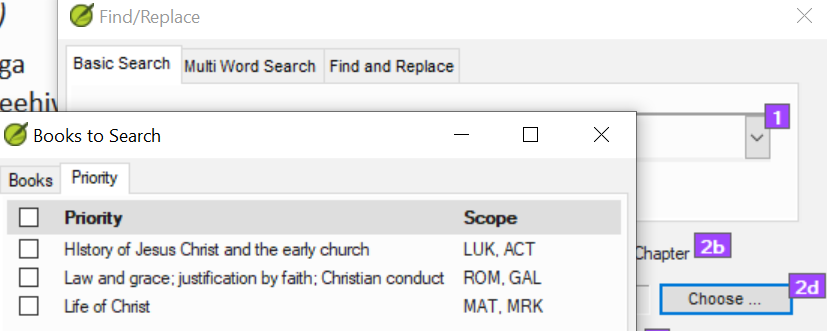 )
Find/Replace
Basic Search Multi Word Search Find and Replace
ga
1
Books to Search
Books Priority
Priority Scope
HIstory of Jesus Christ and the early church LUK, ACT
Chapter 2b
Law and grace; justification by faith; Christian conduct ROM, GAL
2d
Choose ...
Life of Christ MAT, MRK